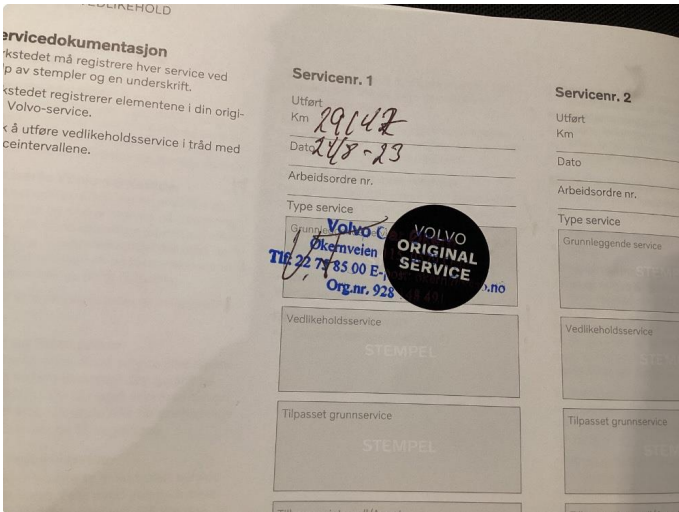 VEDLIKEHOLD
ervicedokumentasjon
rkstedet må registrere hver service ved
p av stempler og en underskrift.
kstedet registrerer elementene i din origi-
Volvo-service.
k å utføre vedlikeholdsservice i tråd med
ceintervallene.
Servicenr. 1
Utført
Km 29147
Dato 24/8-23
Arbeidsordre nr.
Type service
Volvo
Økernveien
Tlf: 22 79 85 00 E-
.no
Org.nr. 928
VOLVO
ORIGINAL
SERVICE
Vedlikeholdsservice
STEMPEL
Tilpasset grunnservice
STEMPEL
Servicenr. 2
Utført
Km
Dato
Arbeidsordre nr.
Type service
Grunnleggende service
STEM
Vedlikeholdsservice
Tilpasset grunnservice